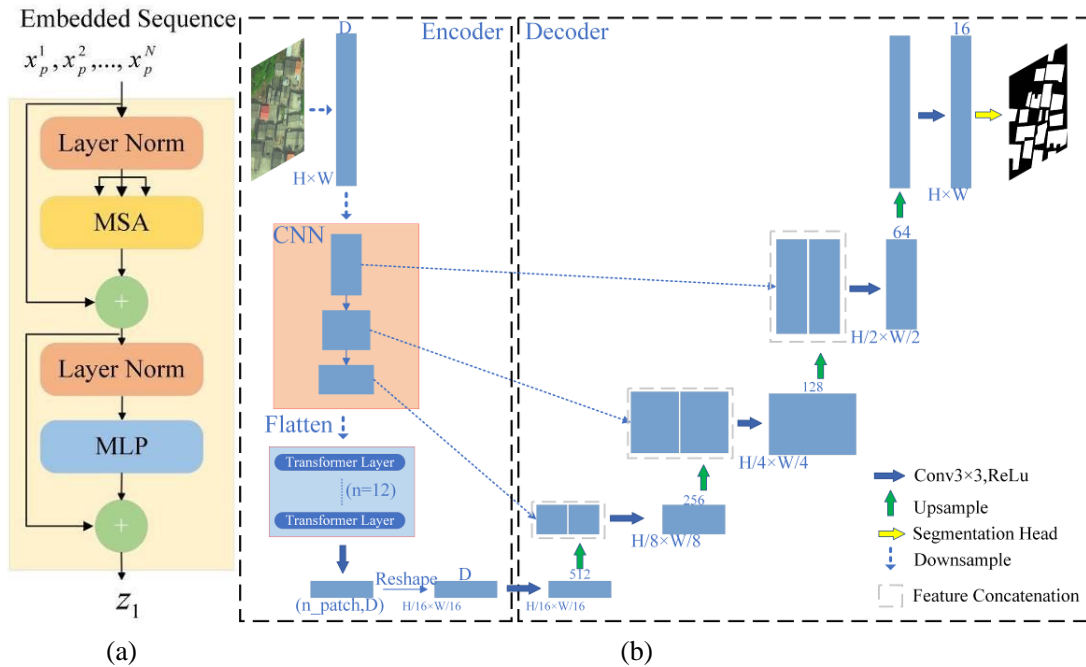 Embedded Sequence
x_p^1, x_p^2,..., x_p^N
Layer Norm
MSA
+
Layer Norm
MLP
+
z_1
(a)
Encoder
D
H×W
CNN
Flatten
Transformer Layer
(n=12)
Transformer Layer
(n_patch,D)
Reshape
D
H/16×W/16
Decoder
512
H/16×W/16
H/8×W/8
256
H/4×W/4
128
H/2×W/2
64
H×W
16
Conv3×3,ReLu
Upsample
Segmentation Head
Downsample
Feature Concatenation
(b)